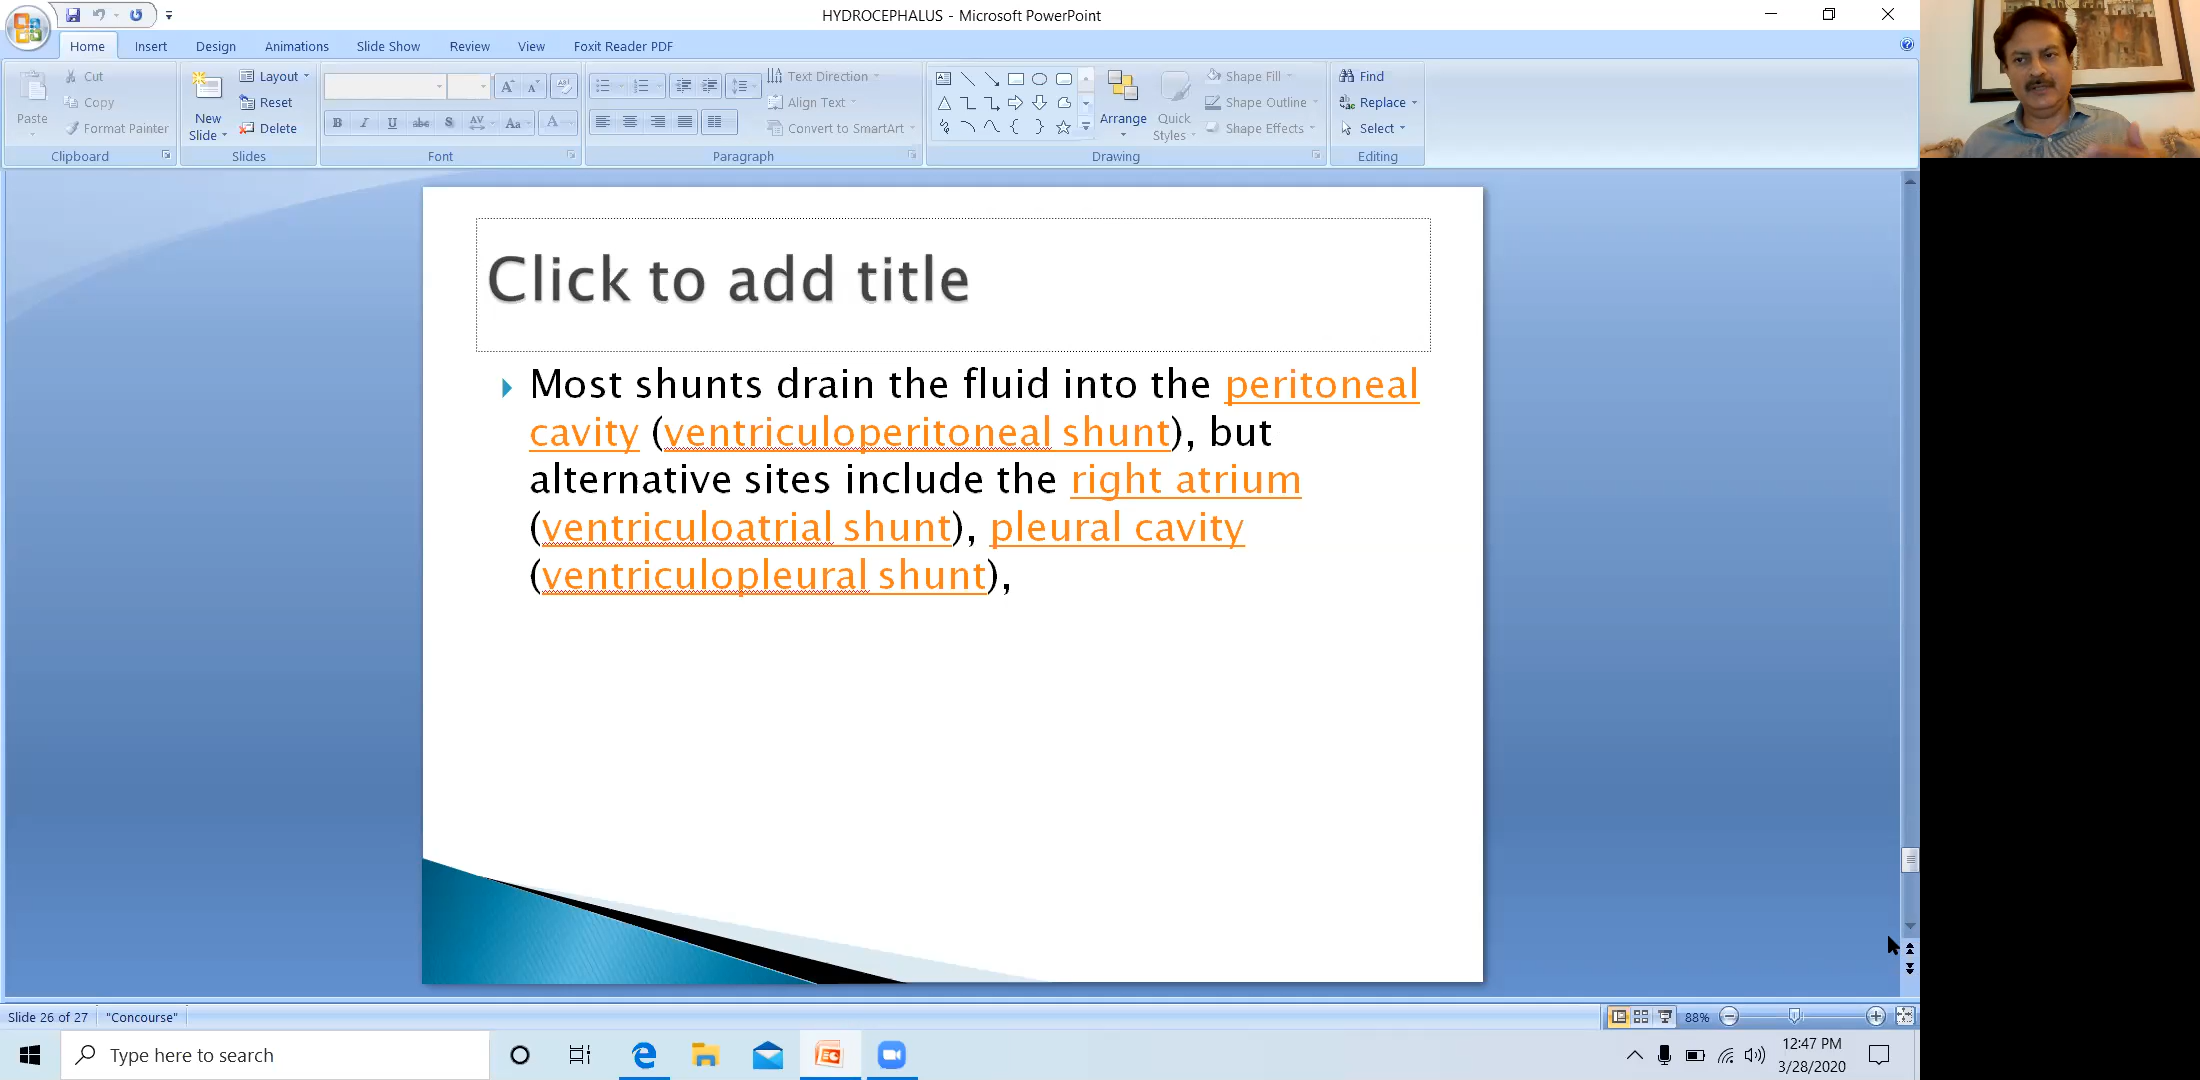 HYDROCEPHALUS - Microsoft PowerPoint
Home Insert Design Animations Slide Show Review View Foxit Reader PDF
Paste
Cut
Copy
Format Painter
Clipboard
New Slide
Layout
Reset
Delete
Slides
B I U abc S AV Aa A
Font
Text Direction
Align Text
Convert to SmartArt
Paragraph
Arrange
Quick Styles
Shape Fill
Shape Outline
Shape Effects
Drawing
Find
Replace
Select
Editing
Click to add title
Most shunts drain the fluid into the peritoneal
cavity (ventriculoperitoneal shunt), but
alternative sites include the right atrium
(ventriculoatrial shunt), pleural cavity
(ventriculopleural shunt),
Slide 26 of 27 "Concourse" 88%
Type here to search
12:47 PM
3/28/2020